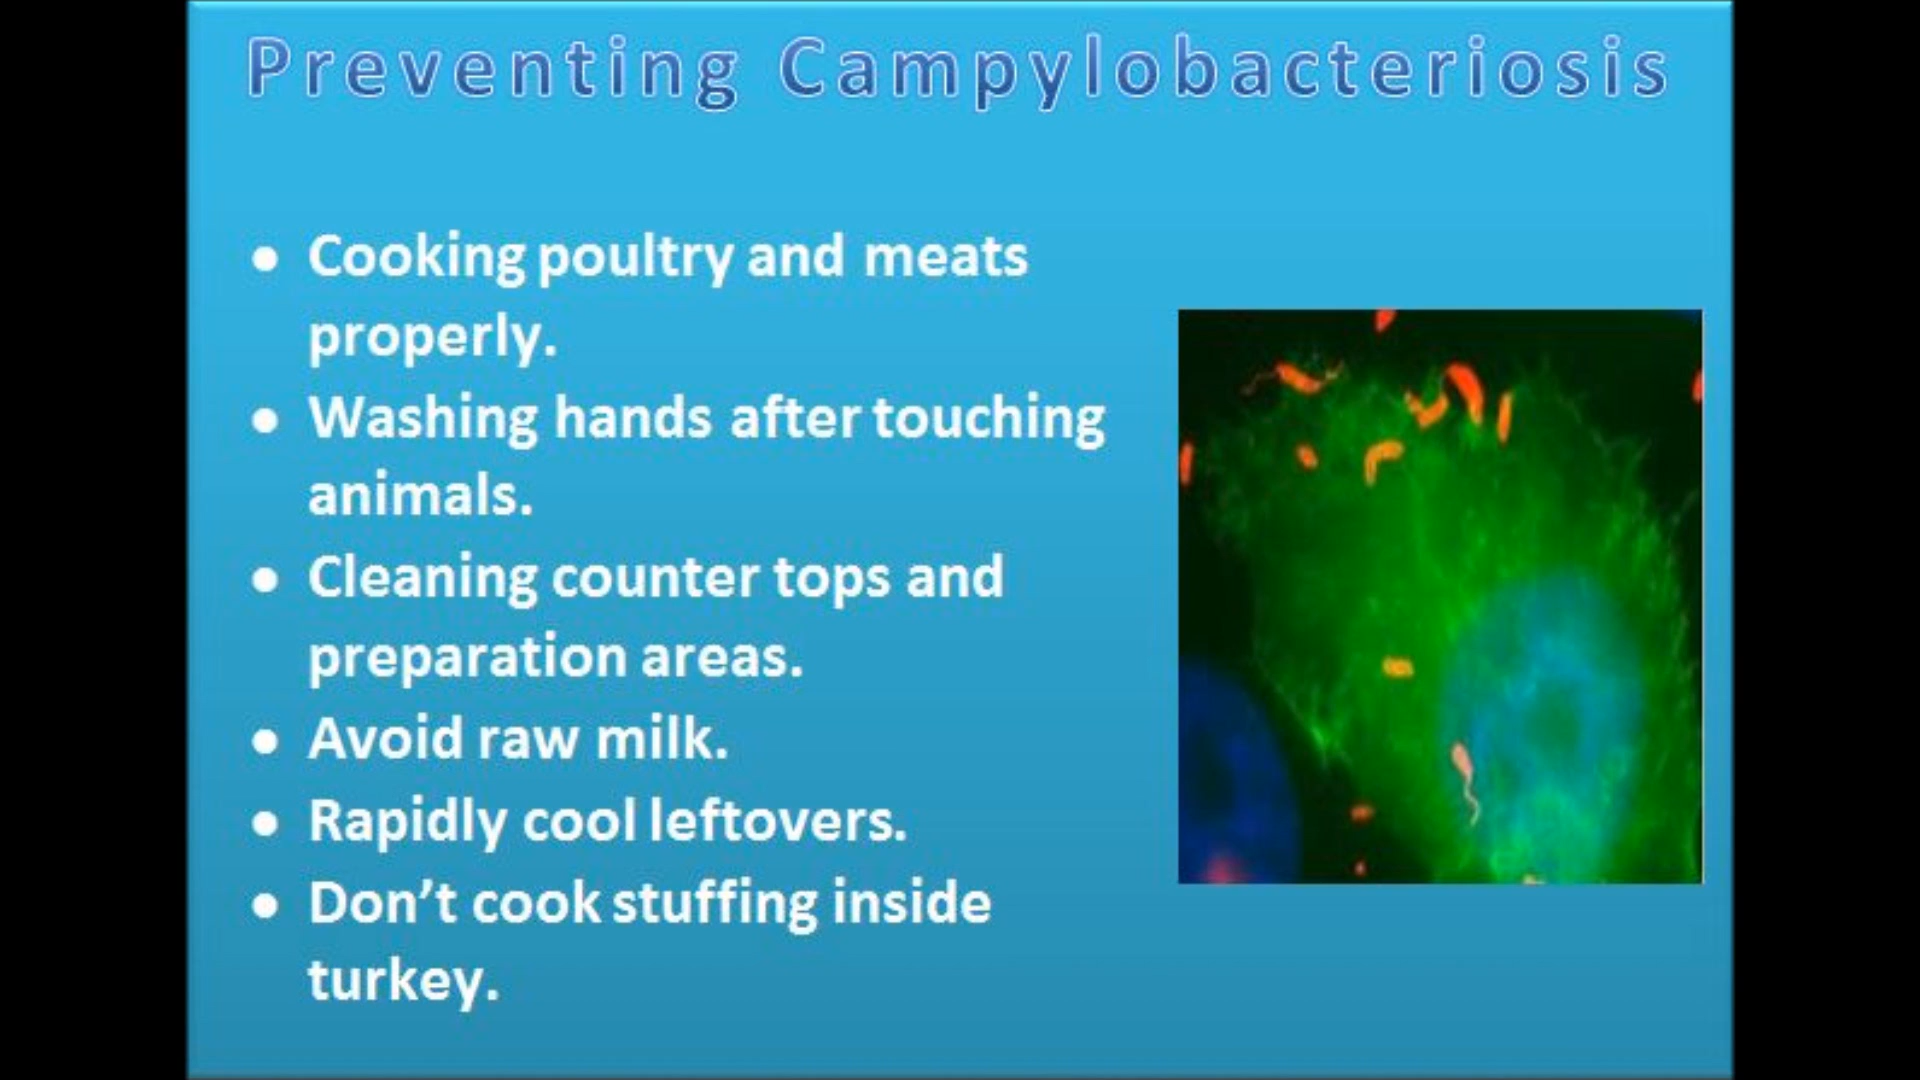 Preventing Campylobacteriosis
• Cooking poultry and meats
properly.
• Washing hands after touching
animals.
• Cleaning counter tops and
preparation areas.
• Avoid raw milk.
• Rapidly cool leftovers.
• Don’t cook stuffing inside
turkey.